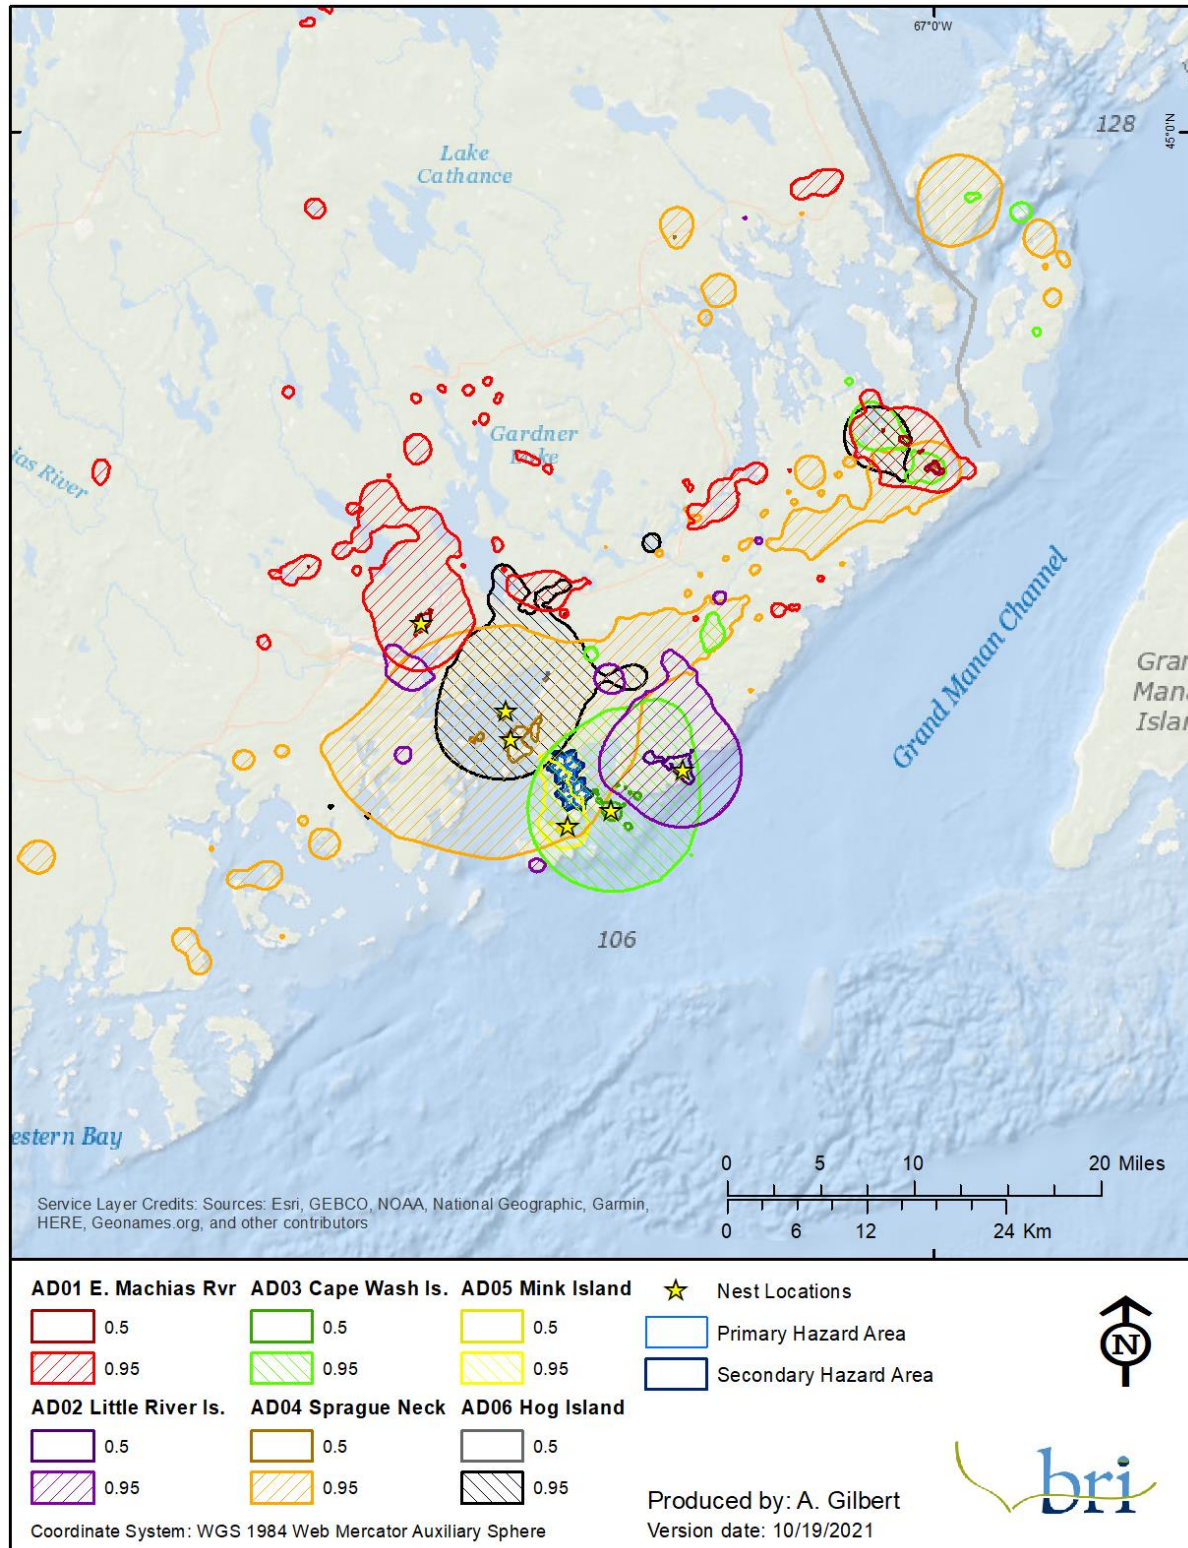 67°0'W
128
45°0'N
Lake
Cathance
Gardner
Lake
ias River
Grand Manan Channel
Gran
Mana
Islan
106
estern Bay
0 5 10 20 Miles
0 6 12 24 Km
Service Layer Credits: Sources: Esri, GEBCO, NOAA, National Geographic, Garmin,
HERE, Geonames.org, and other contributors
AD01 E. Machias Rvr AD03 Cape Wash Is. AD05 Mink Island
Nest Locations
0.5 0.5 0.5
Primary Hazard Area
0.95 0.95 0.95
Secondary Hazard Area
N
AD02 Little River Is. AD04 Sprague Neck AD06 Hog Island
0.5 0.5 0.5
0.95 0.95 0.95
bri
Produced by: A. Gilbert
Coordinate System: WGS 1984 Web Mercator Auxiliary Sphere
Version date: 10/19/2021